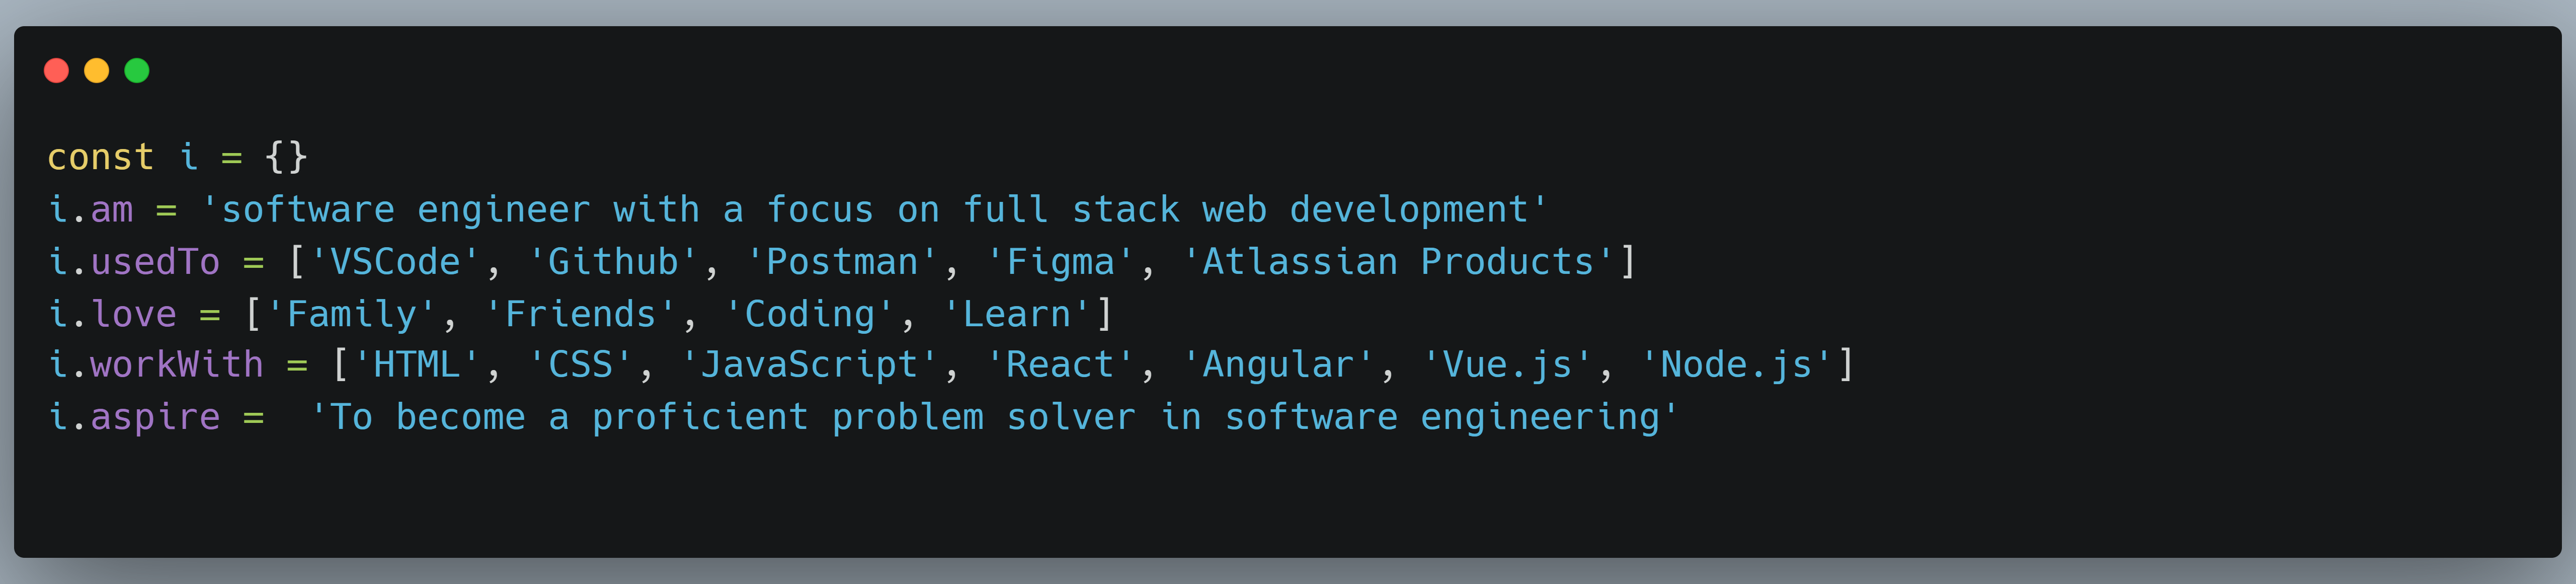 const i = {}
i.am = 'software engineer with a focus on full stack web development'
i.usedTo = ['VSCode', 'Github', 'Postman', 'Figma', 'Atlassian Products']
i.love = ['Family', 'Friends', 'Coding', 'Learn']
i.workWith = ['HTML', 'CSS', 'JavaScript', 'React', 'Angular', 'Vue.js', 'Node.js']
i.aspire =  'To become a proficient problem solver in software engineering'